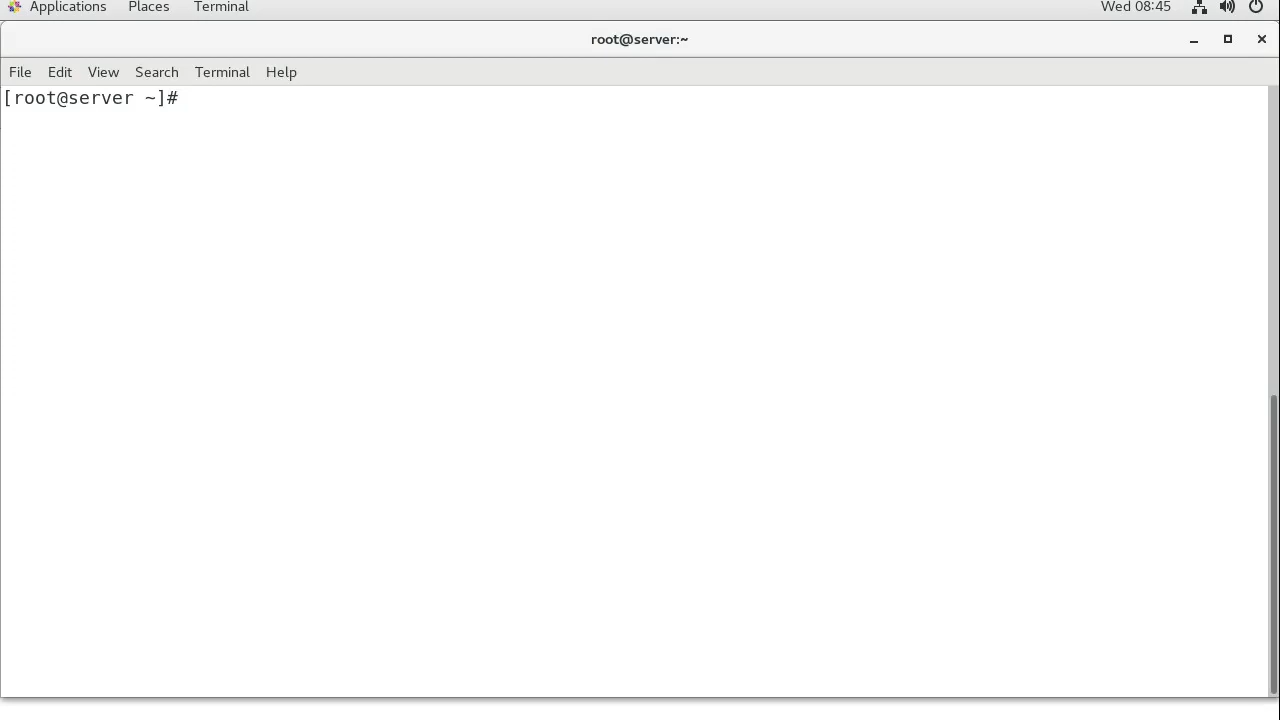 Applications Places Terminal Wed 08:45
root@server:~
File Edit View Search Terminal Help
[root@server ~]#